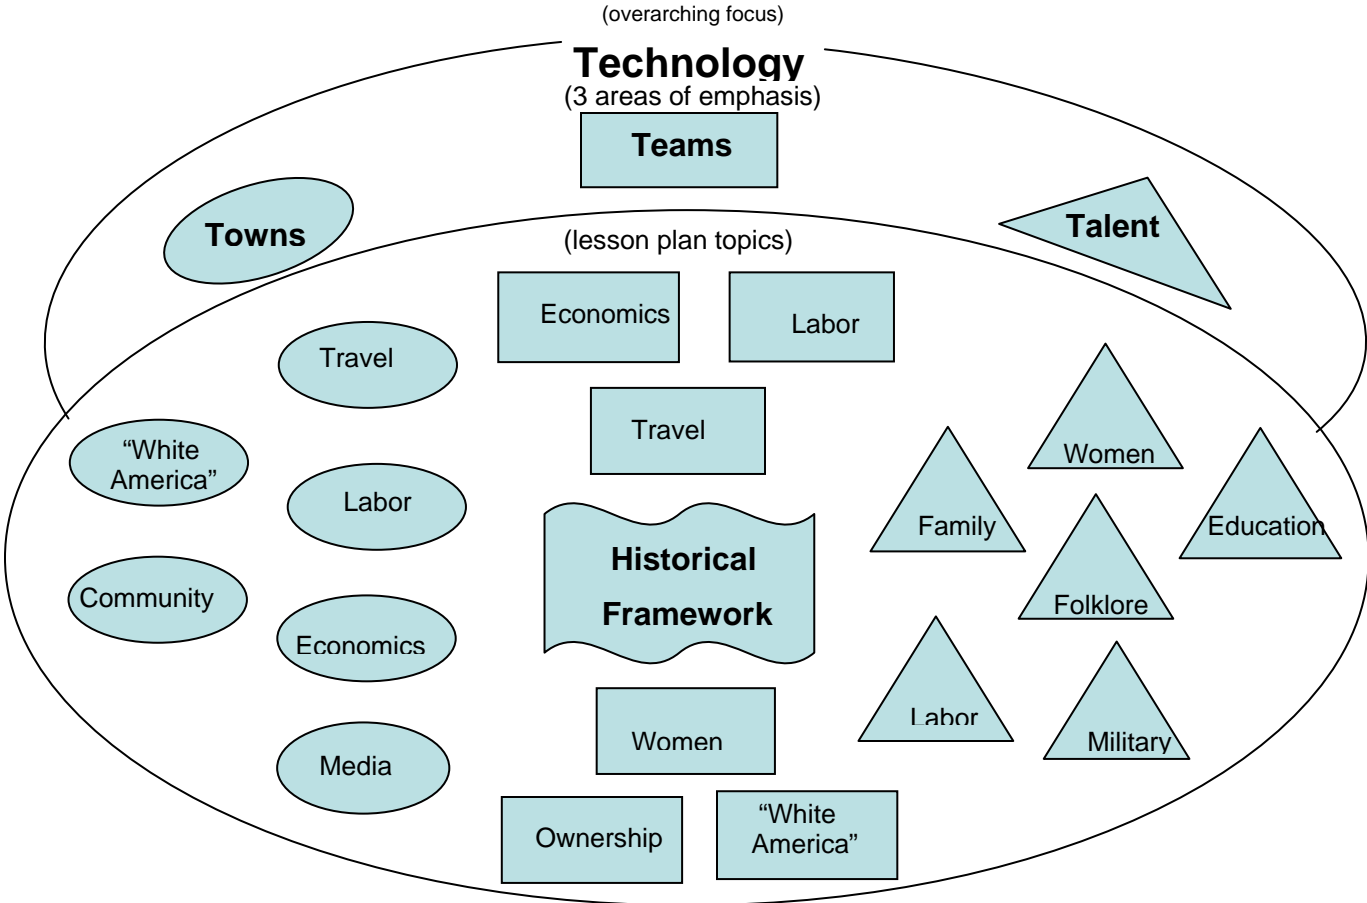 (overarching focus)
Technology
(3 areas of emphasis)
Teams
Towns
Talent
(lesson plan topics)
Economics
Labor
Travel
Travel
"White
America"
Labor
Community
Economics
Media
Historical
Framework
Women
Family
Education
Folklore
Labor
Military
Women
Ownership
"White
America"